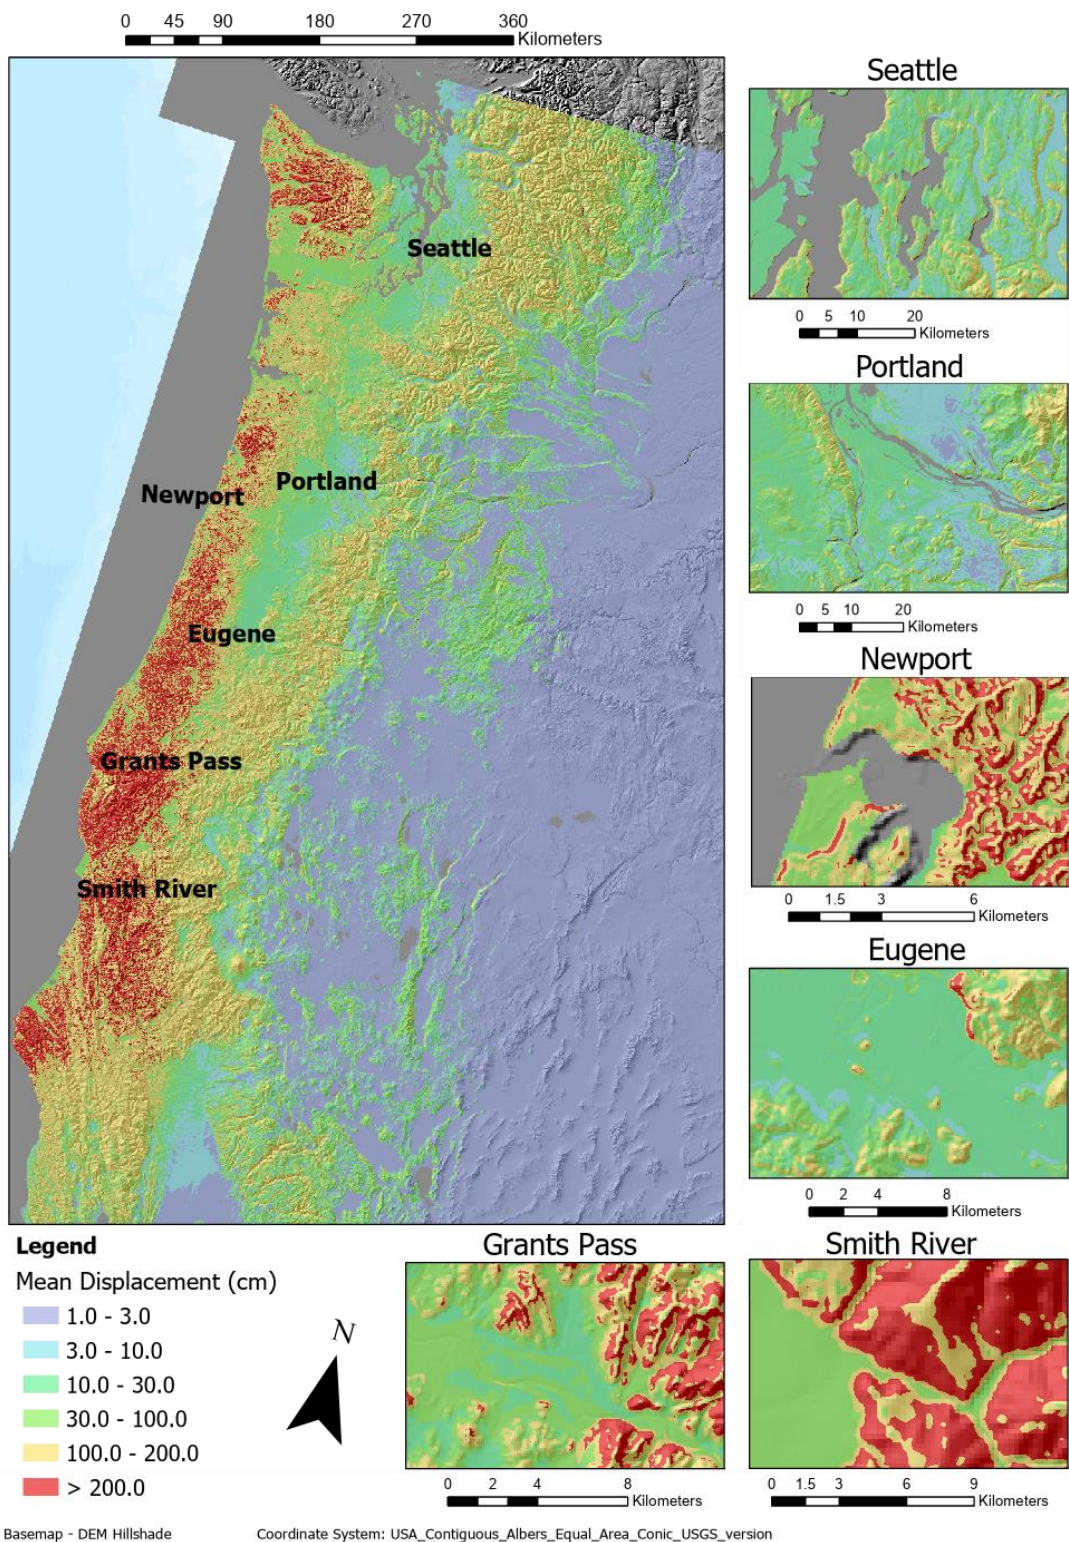 0 45 90 180 270 360
Kilometers
Seattle
Portland
Newport
Eugene
Grants Pass
Smith River
Seattle
0 5 10 20
Kilometers
Portland
0 5 10 20
Kilometers
Newport
0 1.5 3 6
Kilometers
Eugene
0 2 4 8
Kilometers
Legend
Mean Displacement (cm)
1.0 - 3.0
3.0 - 10.0
10.0 - 30.0
30.0 - 100.0
100.0 - 200.0
> 200.0
N
Grants Pass
0 2 4 8
Kilometers
Smith River
0 1.5 3 6 9
Kilometers
Basemap - DEM Hillshade
Coordinate System: USA_Contiguous_Albers_Equal_Area_Conic_USGS_version